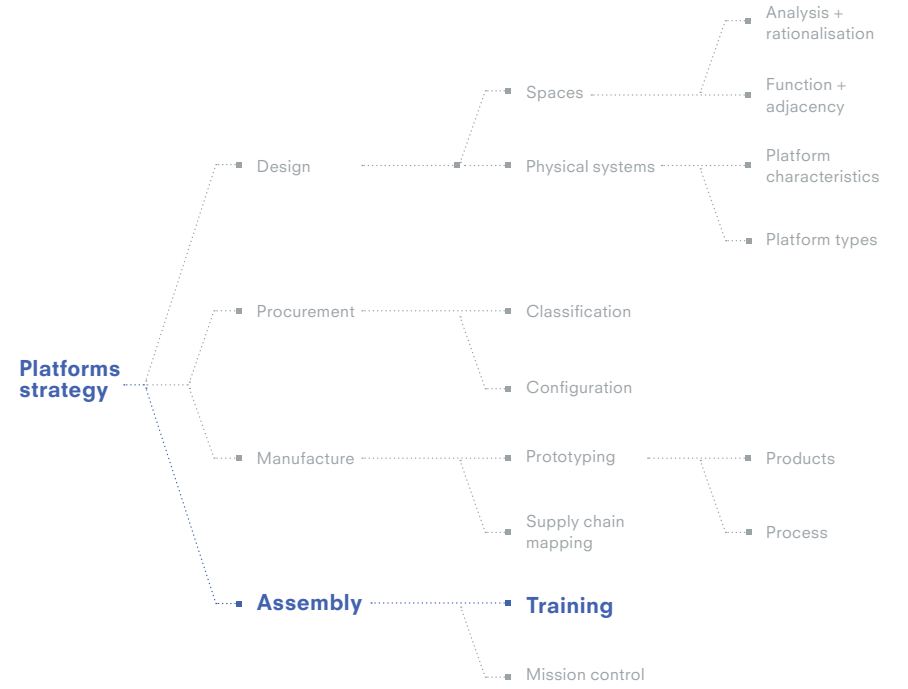 Analysis +
rationalisation
Spaces
Function +
adjacency
Design
Physical systems
Platform
characteristics
Platform types
Procurement
Classification
Platforms
strategy
Configuration
Manufacture
Prototyping
Products
Supply chain
mapping
Process
Assembly
Training
Mission control